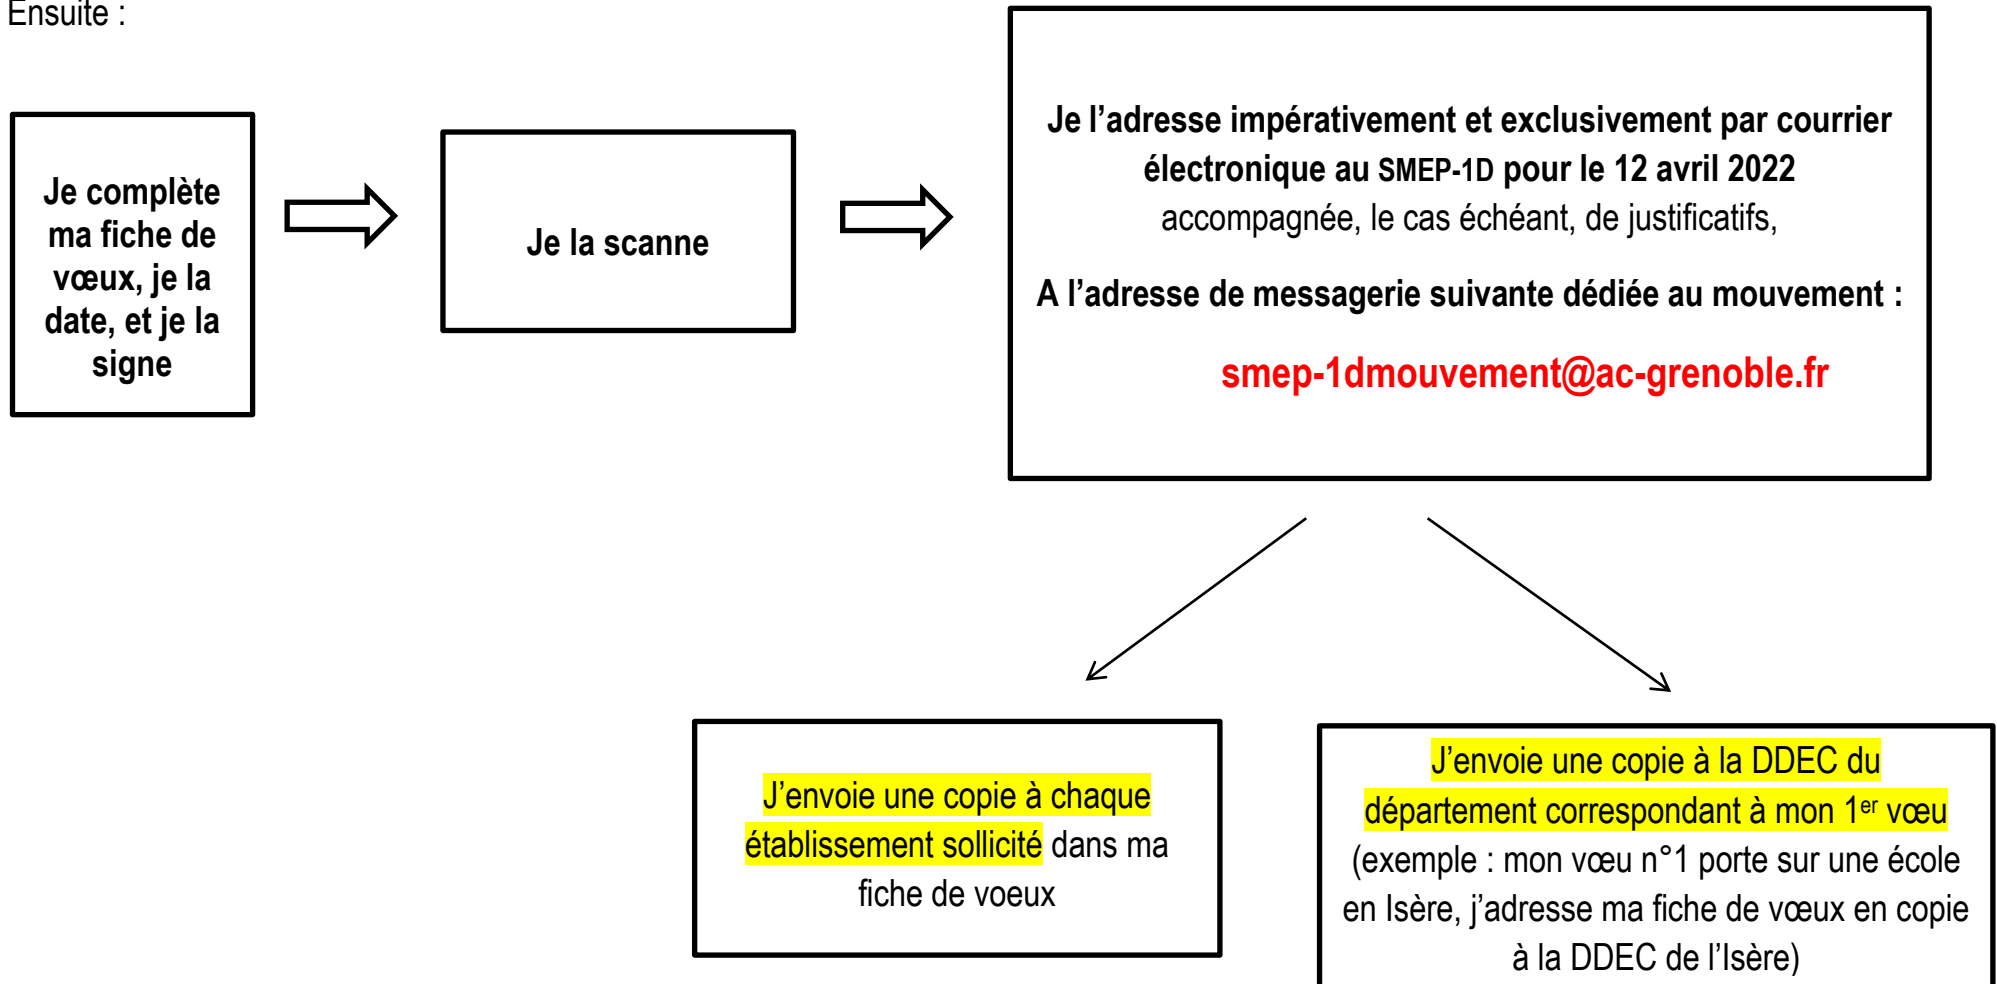 Ensuite :
Je complète
ma fiche de
vœux, je la
date, et je la
signe
Je la scanne
Je l’adresse impérativement et exclusivement par courrier
électronique au SMEP-1D pour le 12 avril 2022
accompagnée, le cas échéant, de justificatifs,
A l’adresse de messagerie suivante dédiée au mouvement :
smep-1dmouvement@ac-grenoble.fr
J’envoie une copie à chaque
établissement sollicité dans ma
fiche de voeux
J’envoie une copie à la DDEC du
département correspondant à mon 1er vœu
(exemple : mon vœu n°1 porte sur une école
en Isère, j’adresse ma fiche de vœux en copie
à la DDEC de l’Isère)